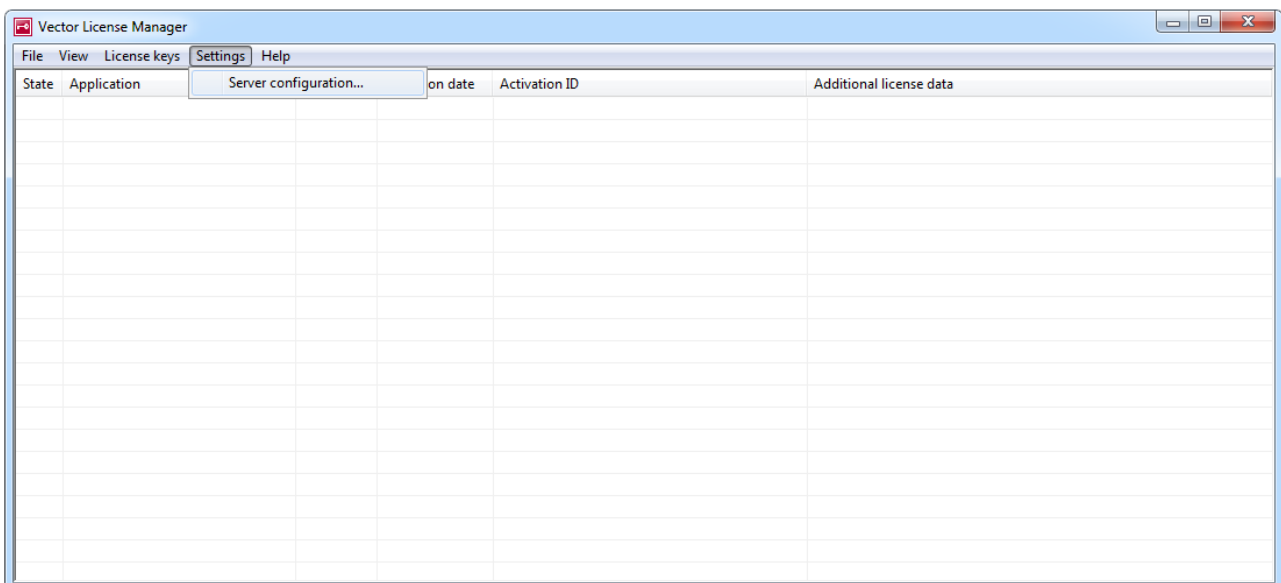 Vector License Manager
File View License keys Settings Help
Server configuration...
State Application on date Activation ID Additional license data